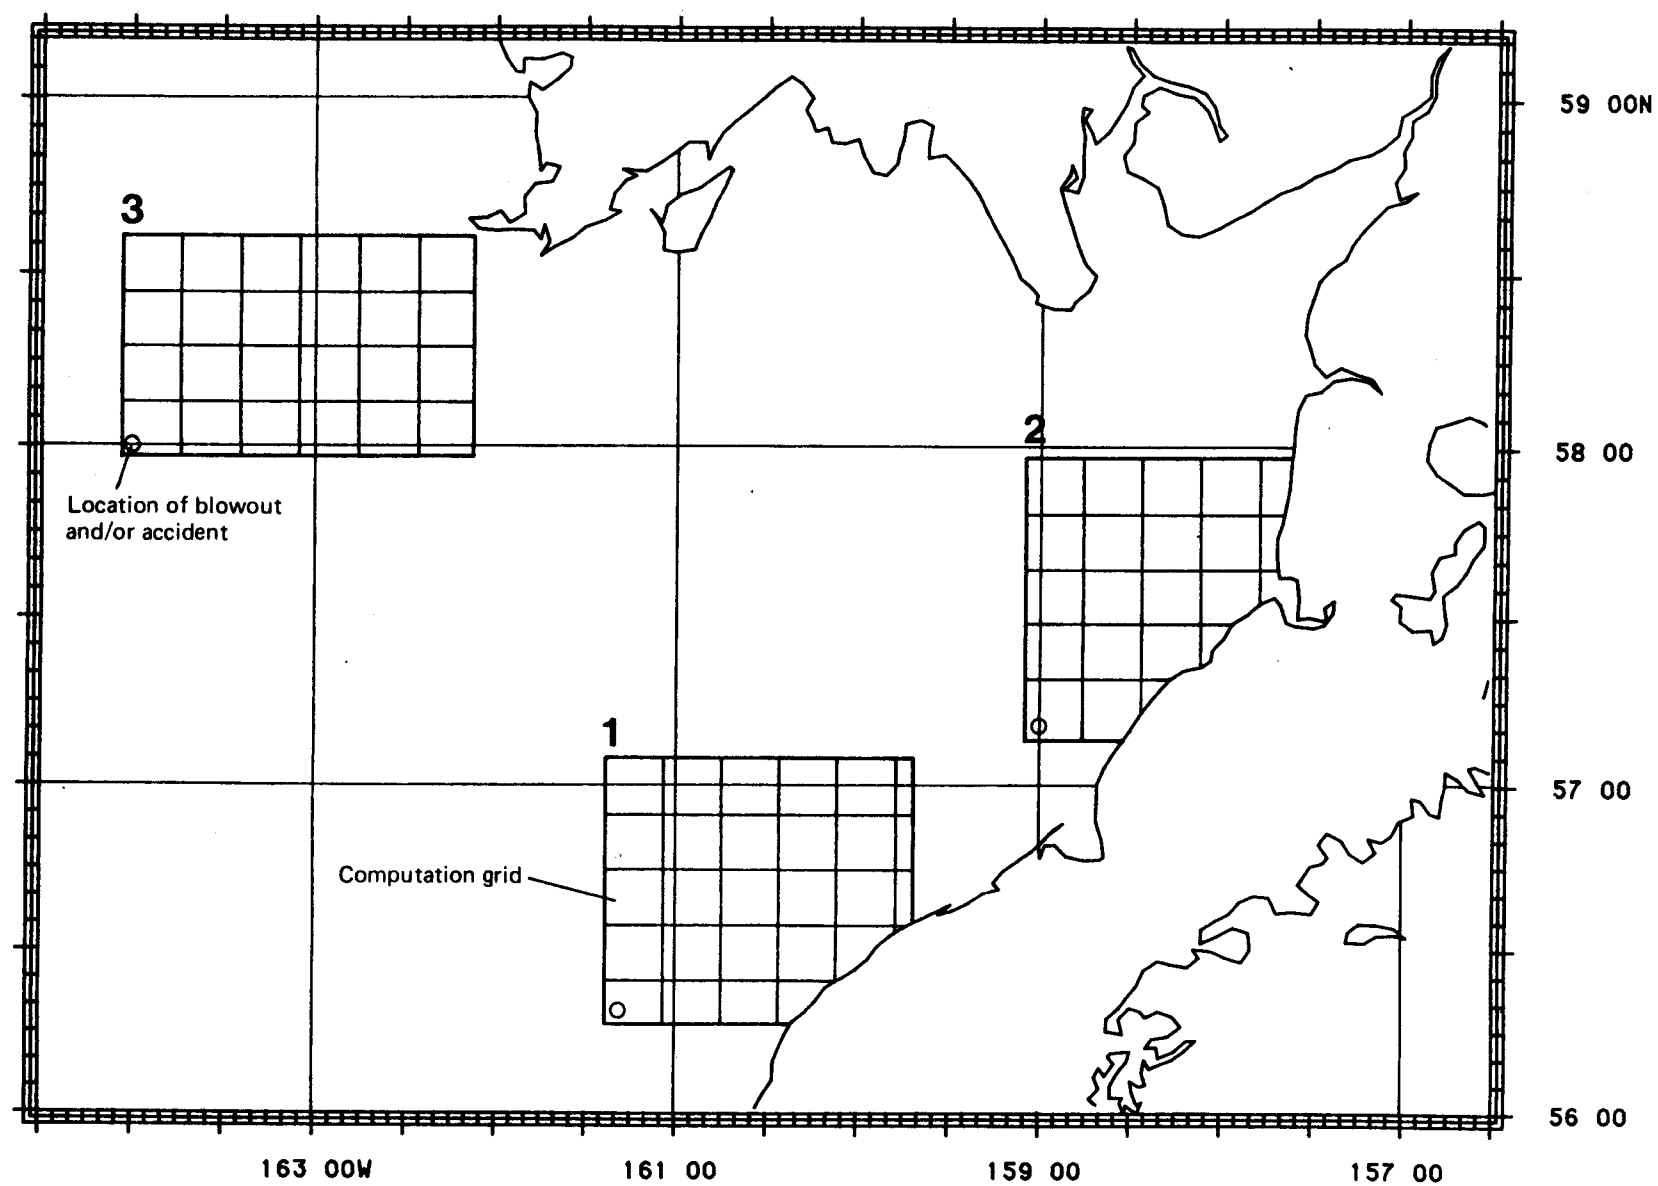 59 00N
3
2
58 00
Location of blowout
and/or accident
1
57 00
Computation grid
56 00
163 00W
161 00
159 00
157 00